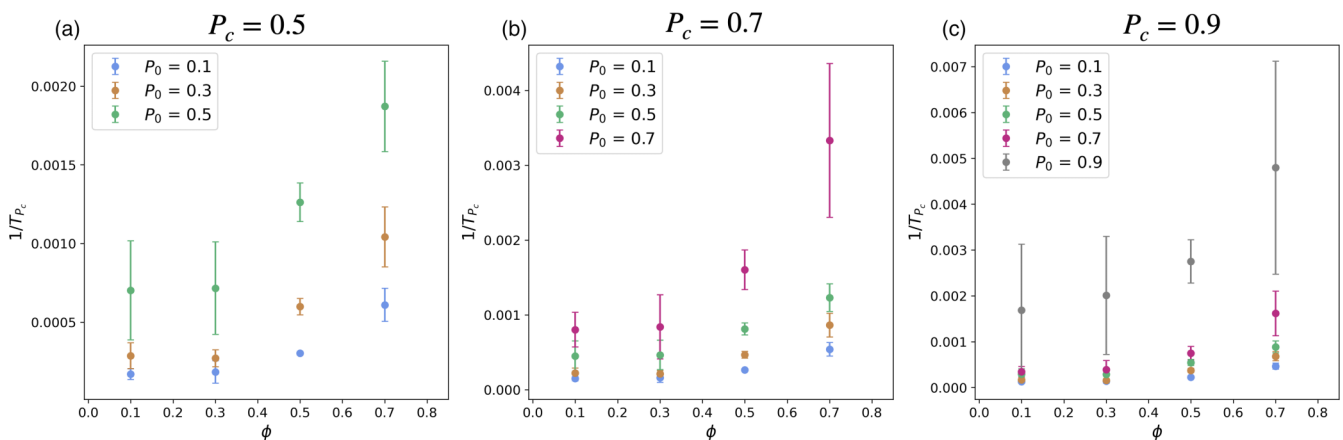 (a)
P_c = 0.5
P_0 = 0.1
P_0 = 0.3
P_0 = 0.5
0.0020
0.0015
0.0010
0.0005
1/T_{P_c}
0.0 0.1 0.2 0.3 0.4 0.5 0.6 0.7 0.8
ϕ
(b)
P_c = 0.7
P_0 = 0.1
P_0 = 0.3
P_0 = 0.5
P_0 = 0.7
0.004
0.003
0.002
0.001
0.000
1/T_{P_c}
0.0 0.1 0.2 0.3 0.4 0.5 0.6 0.7 0.8
ϕ
(c)
P_c = 0.9
P_0 = 0.1
P_0 = 0.3
P_0 = 0.5
P_0 = 0.7
P_0 = 0.9
0.007
0.006
0.005
0.004
0.003
0.002
0.001
0.000
1/T_{P_c}
0.0 0.1 0.2 0.3 0.4 0.5 0.6 0.7 0.8
ϕ